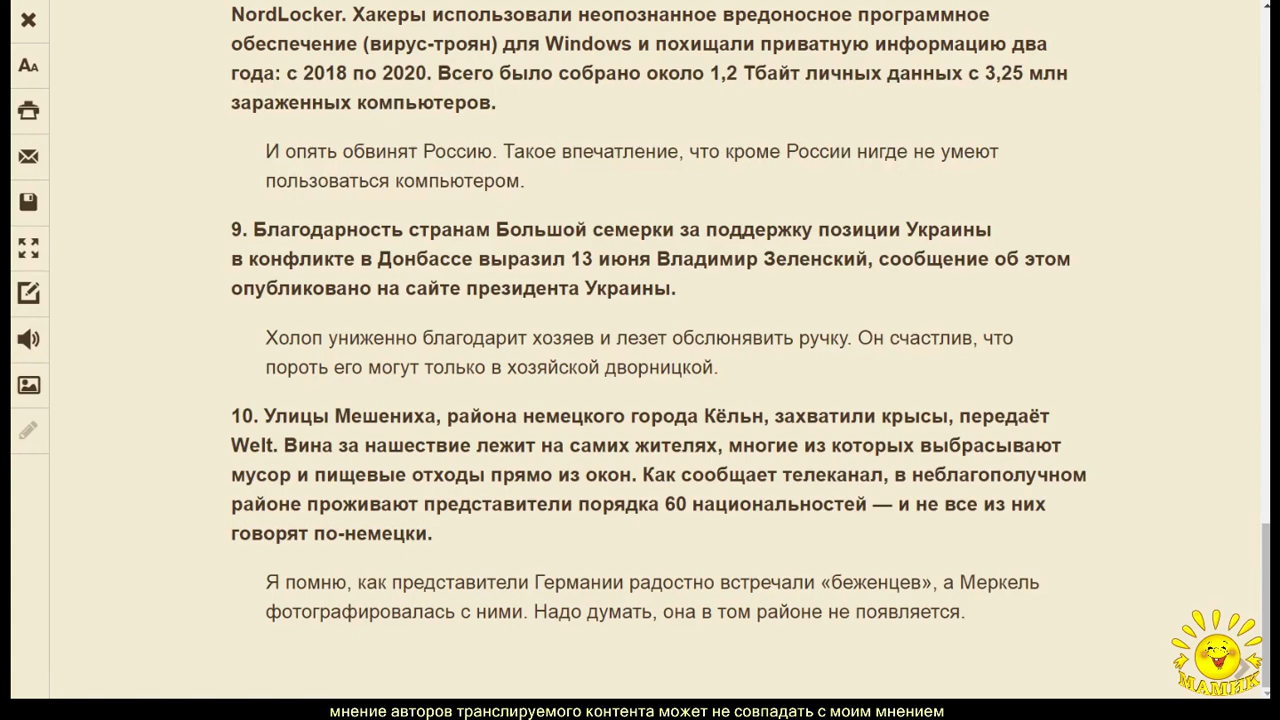 NordLocker. Хакеры использовали неопознанное вредоносное программное
обеспечение (вирус-троян) для Windows и похищали приватную информацию два
года: с 2018 по 2020. Всего было собрано около 1,2 Тбайт личных данных с 3,25 млн
зараженных компьютеров.
И опять обвинят Россию. Такое впечатление, что кроме России нигде не умеют
пользоваться компьютером.
9. Благодарность странам Большой семерки за поддержку позиции Украины
в конфликте в Донбассе выразил 13 июня Владимир Зеленский, сообщение об этом
опубликовано на сайте президента Украины.
Холоп униженно благодарит хозяев и лезет обслюнявить ручку. Он счастлив, что
пороть его могут только в хозяйской дворницкой.
10. Улицы Мешениха, района немецкого города Кёльн, захватили крысы, передаёт
Welt. Вина за нашествие лежит на самих жителях, многие из которых выбрасывают
мусор и пищевые отходы прямо из окон. Как сообщает телеканал, в неблагополучном
районе проживают представители порядка 60 национальностей — и не все из них
говорят по-немецки.
Я помню, как представители Германии радостно встречали «беженцев», а Меркель
фотографировалась с ними. Надо думать, она в том районе не появляется.
МАМИК
мнение авторов транслируемого контента может не совпадать с моим мнением